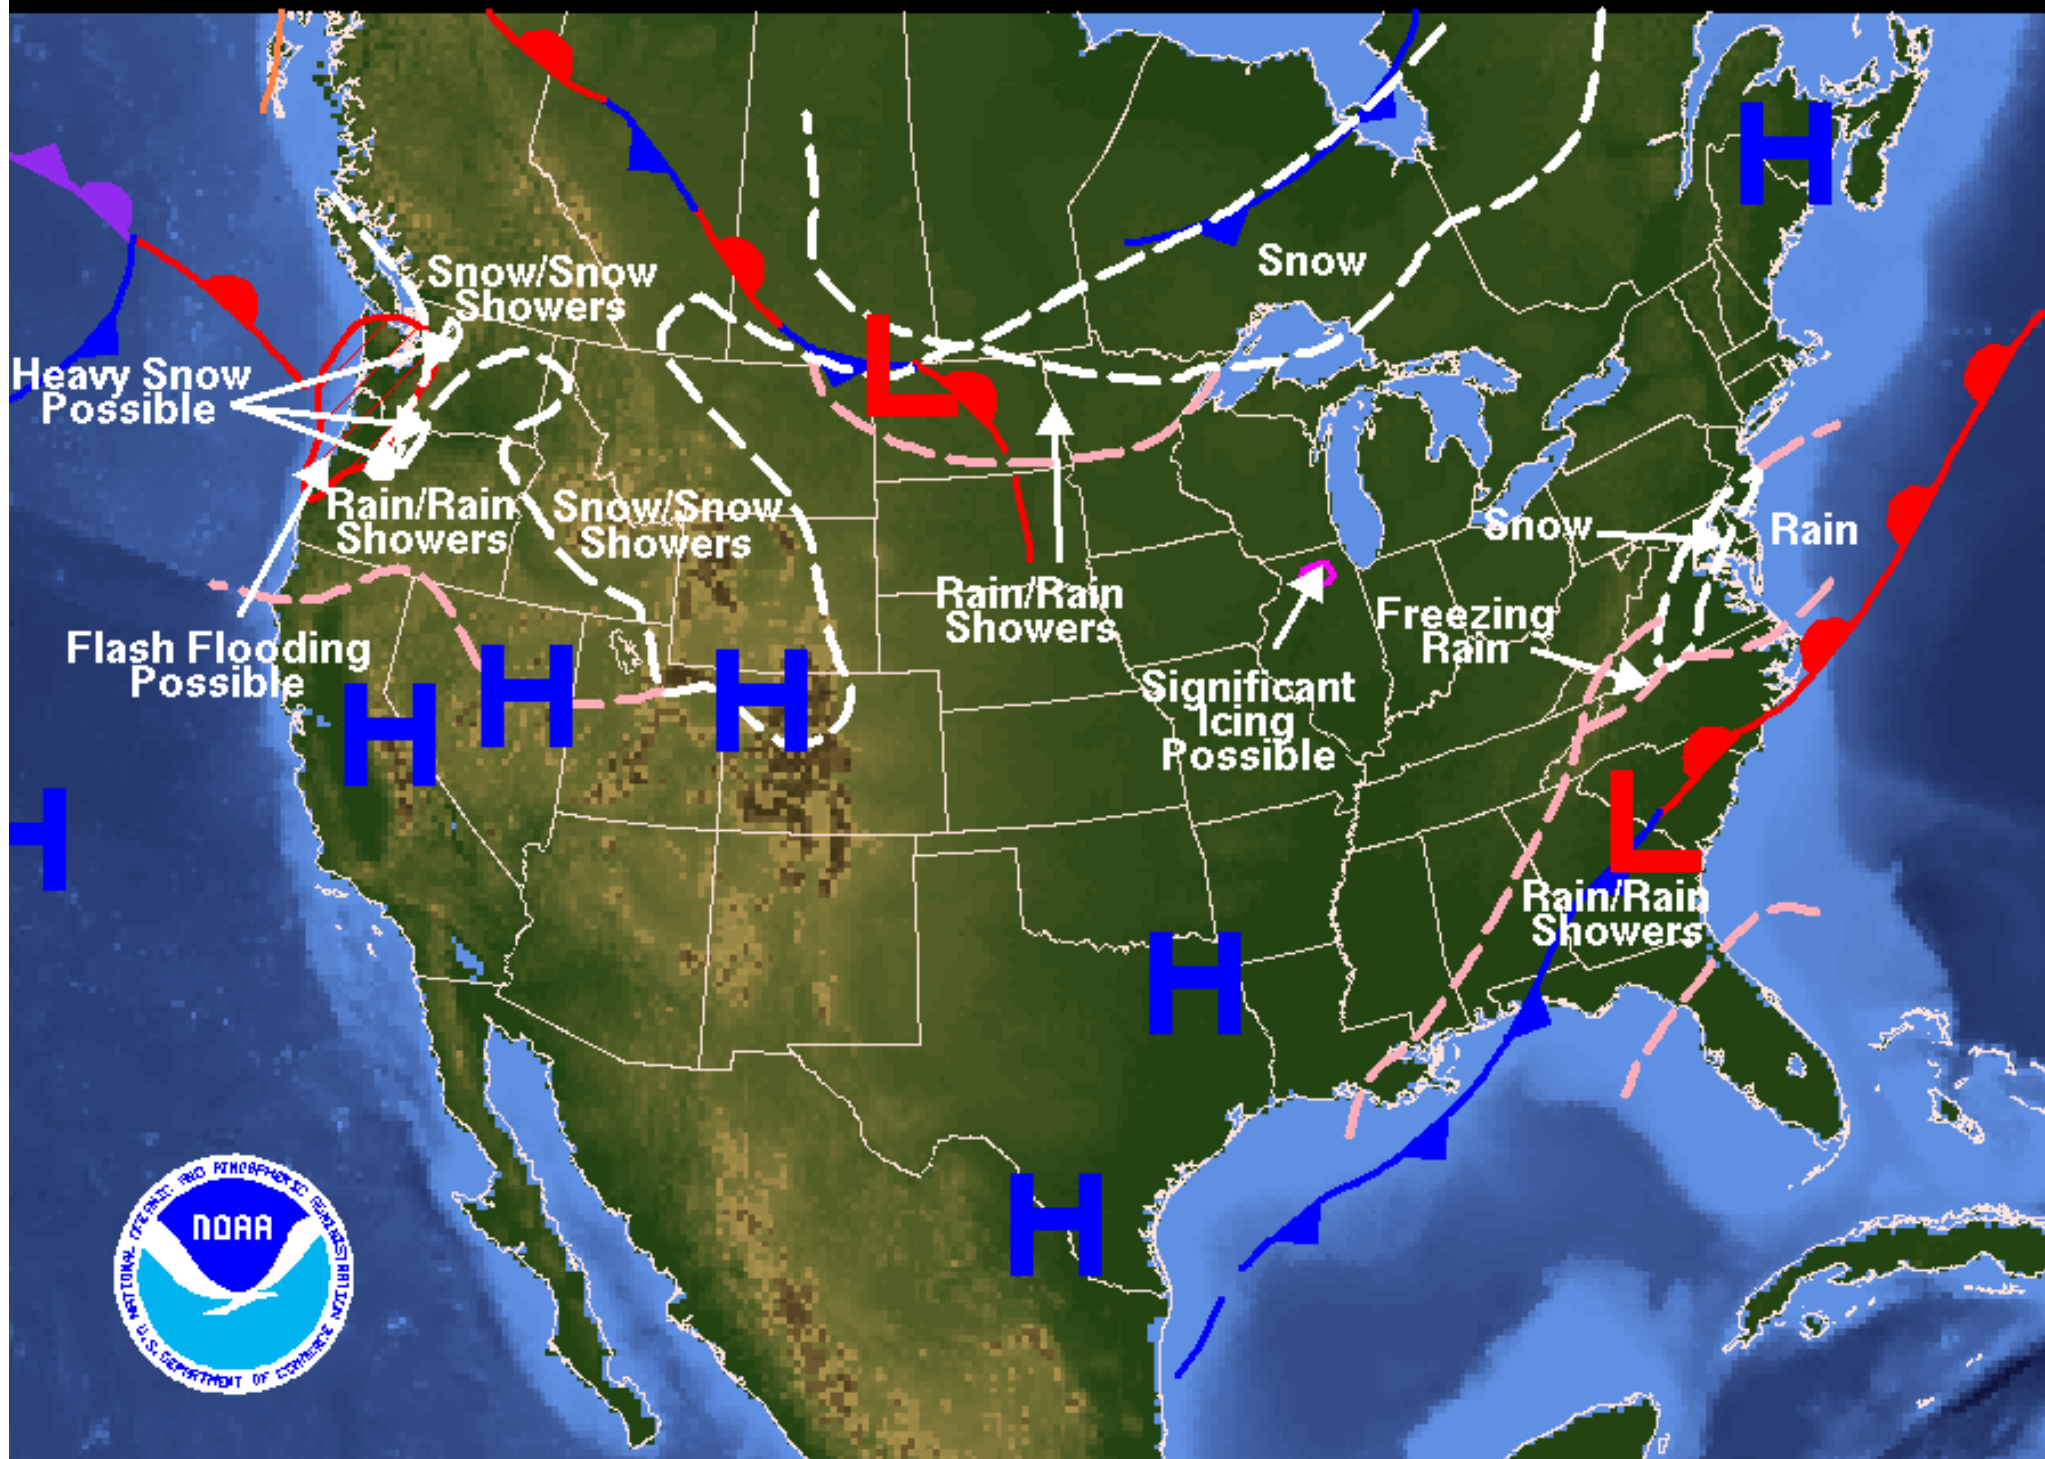 H
Snow/Snow
Showers
Snow
Heavy Snow
Possible
L
Rain/Rain
Showers
Snow/Snow
Showers
Snow
Rain
Rain/Rain
Showers
Freezing
Rain
Flash Flooding
Possible
Significant
Icing
Possible
H
H
H
H
L
Rain/Rain
Showers
H
H
NATIONAL OCEANIC AND ATMOSPHERIC ADMINISTRATION
NOAA
U.S. DEPARTMENT OF COMMERCE